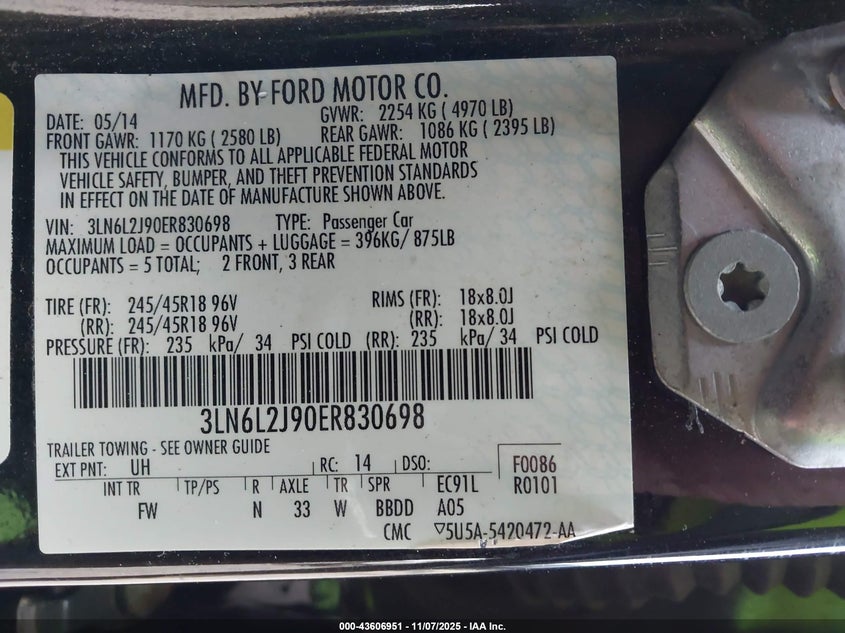 MFD. BY FORD MOTOR CO.
DATE: 05/14 GVWR: 2254 KG ( 4970 LB)
FRONT GAWR: 1170 KG ( 2580 LB) REAR GAWR: 1086 KG ( 2395 LB)
THIS VEHICLE CONFORMS TO ALL APPLICABLE FEDERAL MOTOR
VEHICLE SAFETY, BUMPER, AND THEFT PREVENTION STANDARDS
IN EFFECT ON THE DATE OF MANUFACTURE SHOWN ABOVE.
VIN: 3LN6L2J90ER830698 TYPE: Passenger Car
MAXIMUM LOAD = OCCUPANTS + LUGGAGE = 396KG/ 875LB
OCCUPANTS = 5 TOTAL; 2 FRONT, 3 REAR
TIRE (FR): 245/45R18 96V RIMS (FR): 18x8.0J
(RR): 245/45R18 96V (RR): 18x8.0J
PRESSURE (FR): 235 kPa/ 34 PSI COLD (RR): 235 kPa/ 34 PSI COLD
3LN6L2J90ER830698
TRAILER TOWING - SEE OWNER GUIDE
EXT PNT: UH RC: 14 DSO: F0086
INT TR TP/PS R AXLE TR SPR EC91L R0101
FW N 33 W BBDD A05
CMC ▽5U5A-5420472-AA
000-43606951 - 11/07/2025 - IAA Inc.